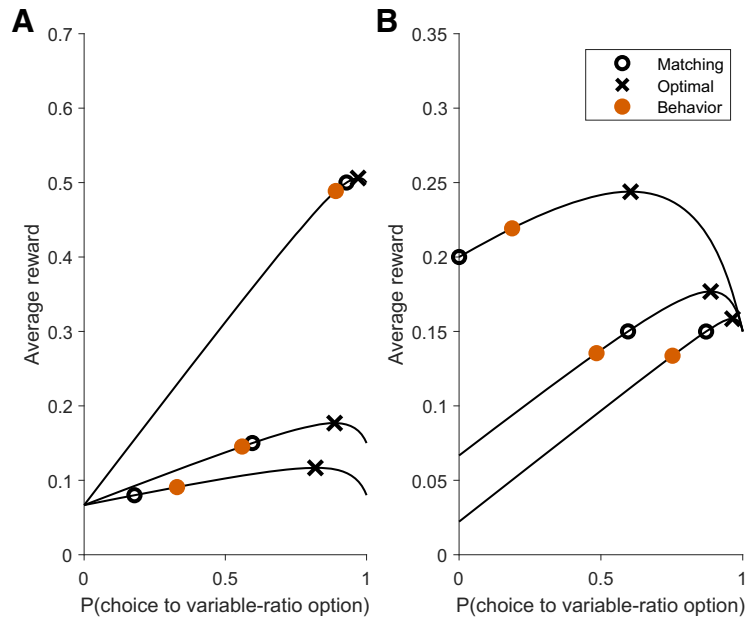 A
0.7
0.6
0.5
0.4
0.3
0.2
0.1
0
0
0.5
1
Average reward
P(choice to variable-ratio option)
B
0.35
0.3
0.25
0.2
0.15
0.1
0.05
0
0
0.5
1
Average reward
P(choice to variable-ratio option)
Matching
Optimal
Behavior